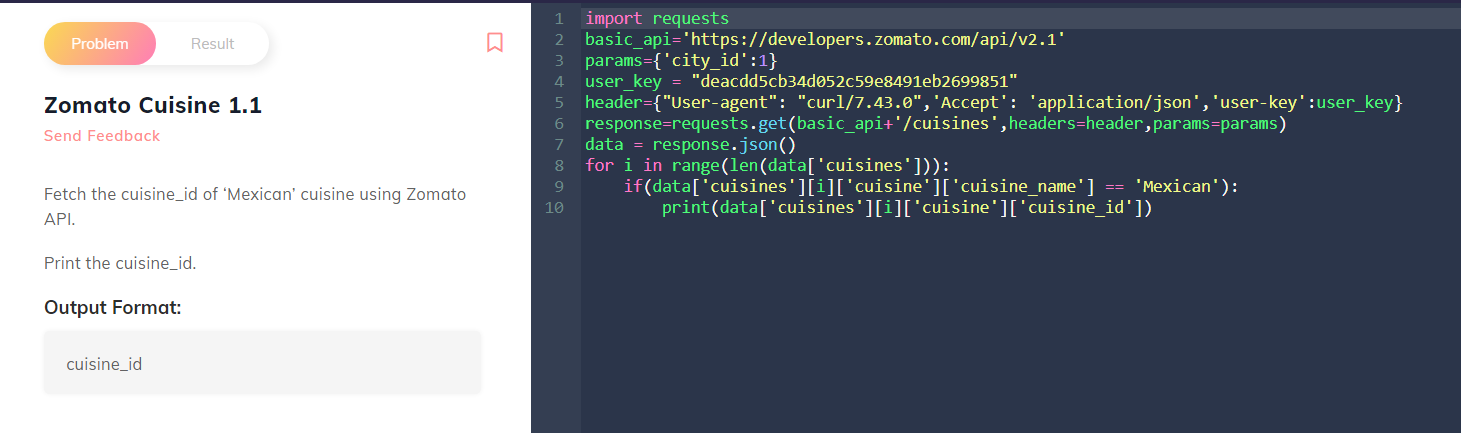 Problem
Result
Zomato Cuisine 1.1
Send Feedback
Fetch the cuisine_id of ‘Mexican’ cuisine using Zomato
API.
Print the cuisine_id.
Output Format:
cuisine_id
1 import requests
2 basic_api='https://developers.zomato.com/api/v2.1'
3 params={'city_id':1}
4 user_key = "deacdd5cb34d052c59e8491eb2699851"
5 header={"User-agent": "curl/7.43.0",'Accept': 'application/json','user-key':user_key}
6 response=requests.get(basic_api+'/cuisines',headers=header,params=params)
7 data = response.json()
8 for i in range(len(data['cuisines'])):
9     if(data['cuisines'][i]['cuisine']['cuisine_name'] == 'Mexican'):
10         print(data['cuisines'][i]['cuisine']['cuisine_id'])